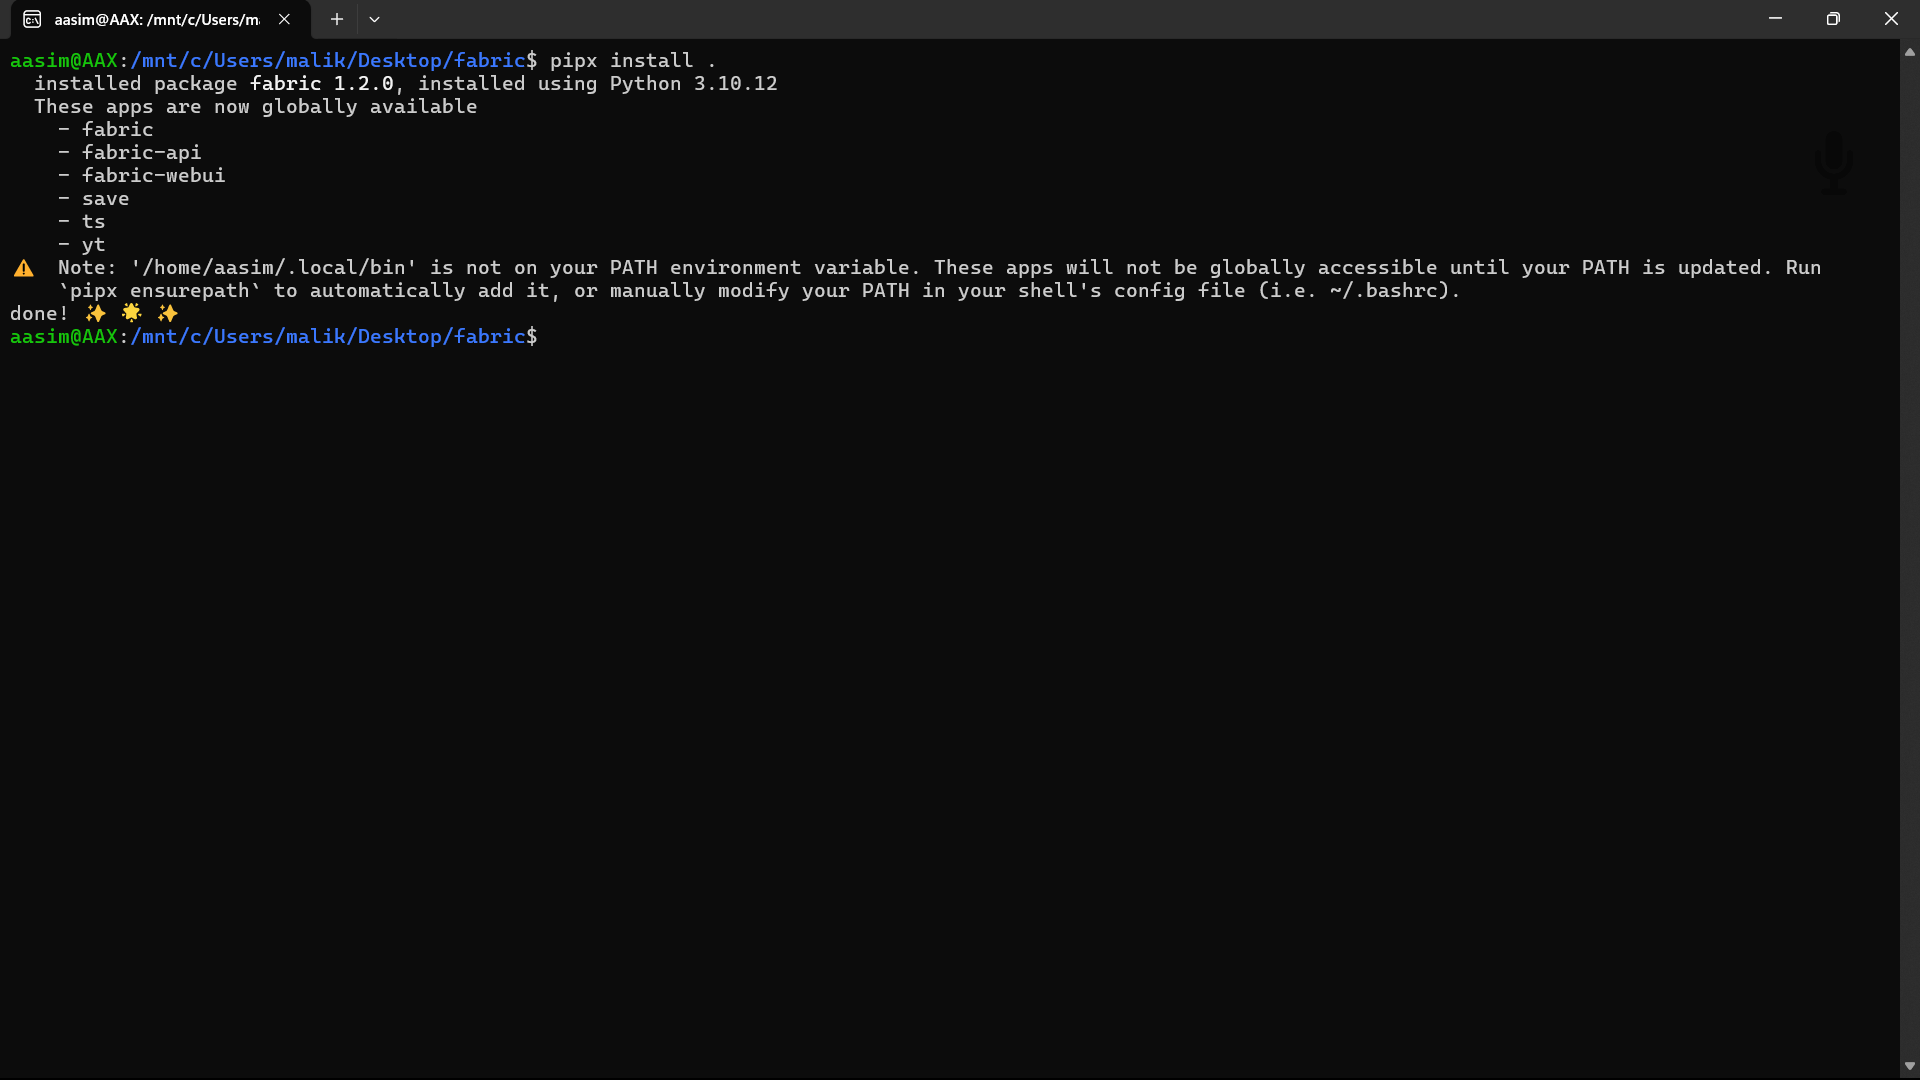 aasim@AAX: /mnt/c/Users/ma
aasim@AAX:/mnt/c/Users/malik/Desktop/fabric$ pipx install .
installed package fabric 1.2.0, installed using Python 3.10.12
These apps are now globally available
- fabric
- fabric-api
- fabric-webui
- save
- ts
- yt
⚠️ Note: '/home/aasim/.local/bin' is not on your PATH environment variable. These apps will not be globally accessible until your PATH is updated. Run
`pipx ensurepath` to automatically add it, or manually modify your PATH in your shell's config file (i.e. ~/.bashrc).
done! ✨ 🌟 ✨
aasim@AAX:/mnt/c/Users/malik/Desktop/fabric$